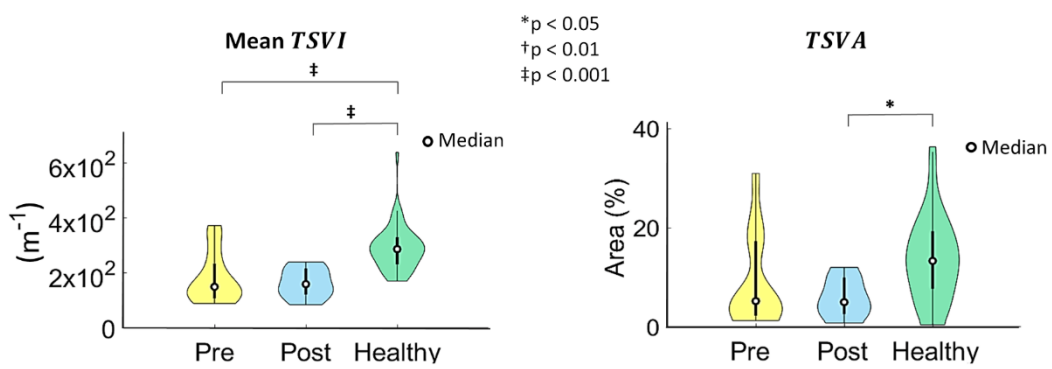 Mean TSVI
*p < 0.05
†p < 0.01
‡p < 0.001
TSVA
‡
‡
*
Median
Median
6x10²
4x10²
2x10²
0
(m⁻¹)
Pre Post Healthy
40
20
0
Area (%)
Pre Post Healthy